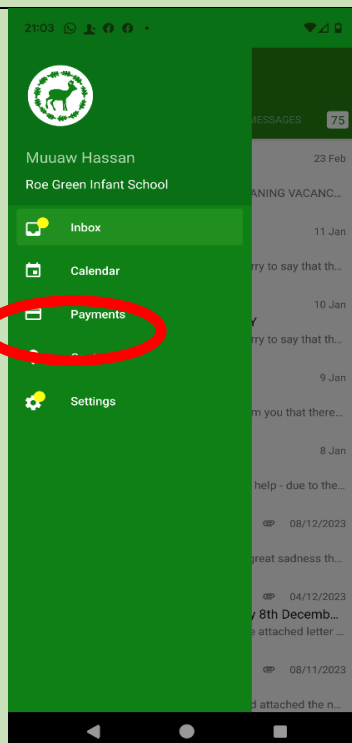 21:03
MESSAGES 75
Muuaw Hassan
Roe Green Infant School
23 Feb
ANING VACANC...
Inbox
11 Jan
Calendar
rry to say that th...
10 Jan
Payments
Y
rry to say that th...
9 Jan
Settings
m you that there...
8 Jan
help - due to the...
08/12/2023
great sadness th...
04/12/2023
y 8th Decemb...
e attached letter ...
08/11/2023
d attached the n...